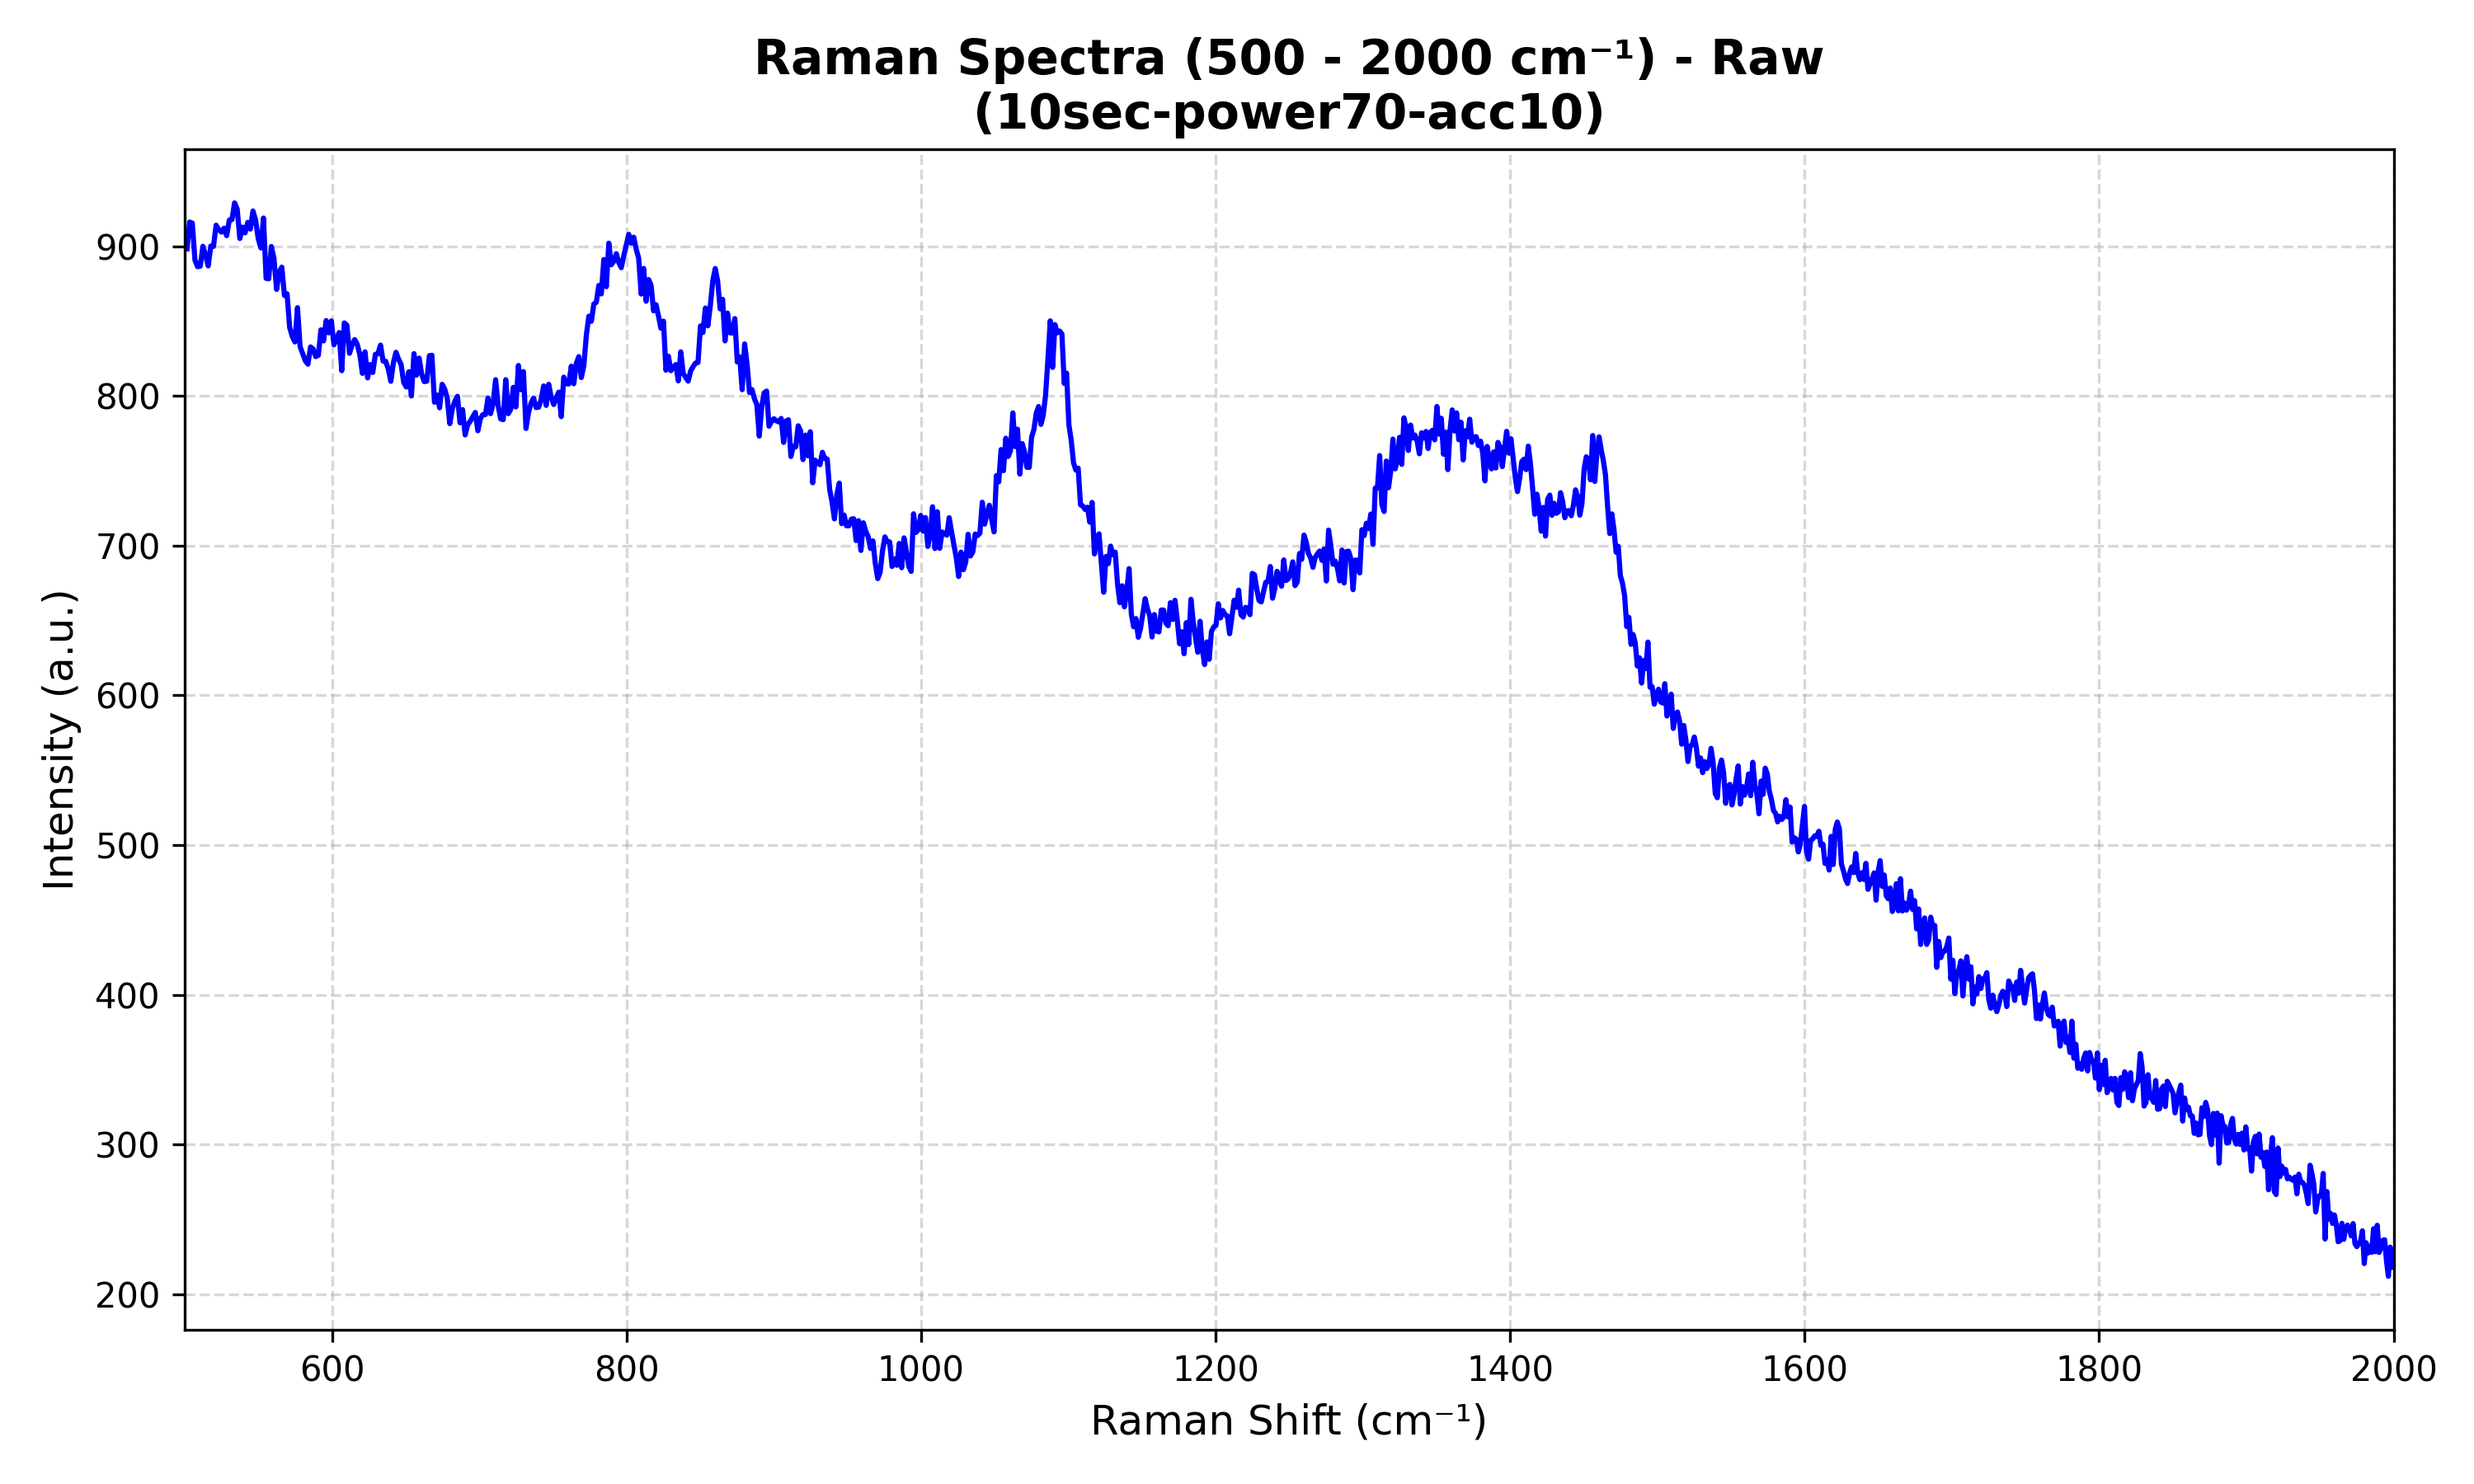 Raman Spectra (500 - 2000 cm⁻¹) - Raw
(10sec-power70-acc10)
Intensity (a.u.)
900
800
700
600
500
400
300
200
600 800 1000 1200 1400 1600 1800 2000
Raman Shift (cm⁻¹)